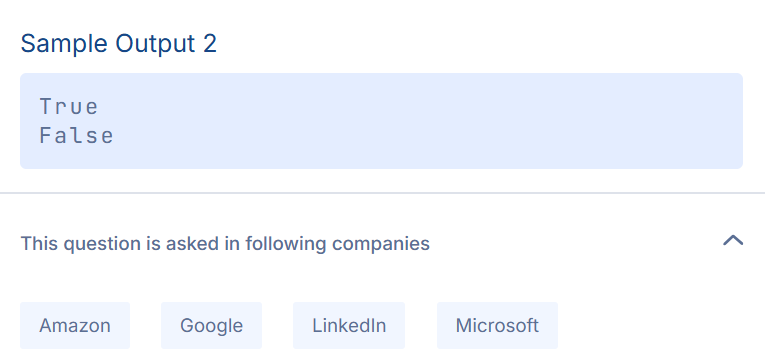 Sample Output 2
True
False
This question is asked in following companies
Amazon Google LinkedIn Microsoft